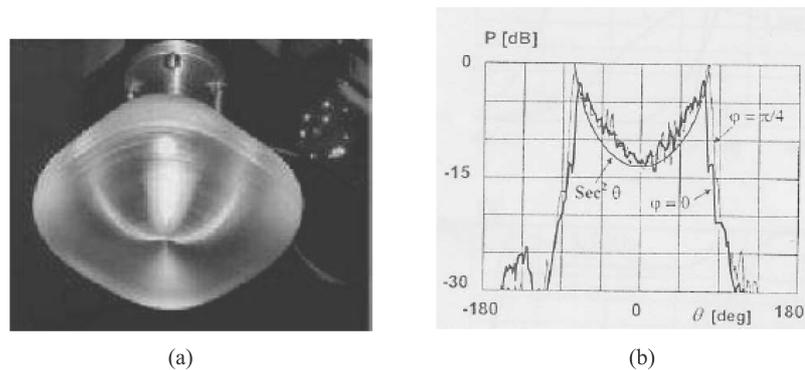 P [dB]
0
φ = π/4
-15
Sec² θ
φ = 0
-30
-180
0
θ [deg]
180
(a)
(b)